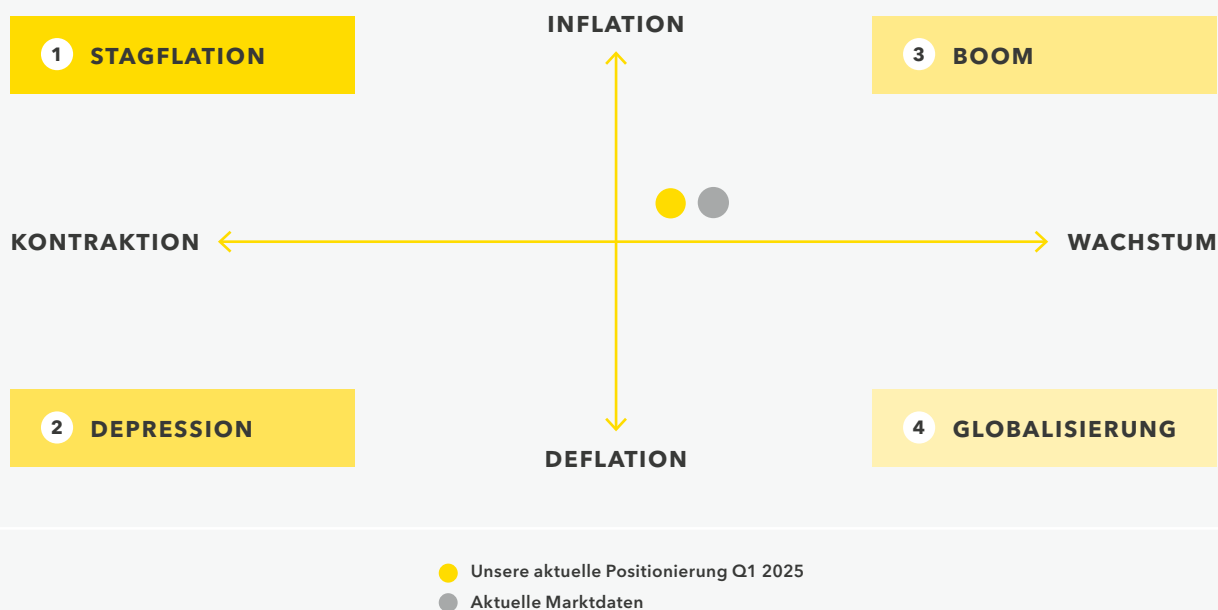 INFLATION
1 STAGFLATION
3 BOOM
KONTRAKTION
WACHSTUM
2 DEPRESSION
4 GLOBALISIERUNG
DEFLATION
Unsere aktuelle Positionierung Q1 2025
Aktuelle Marktdaten